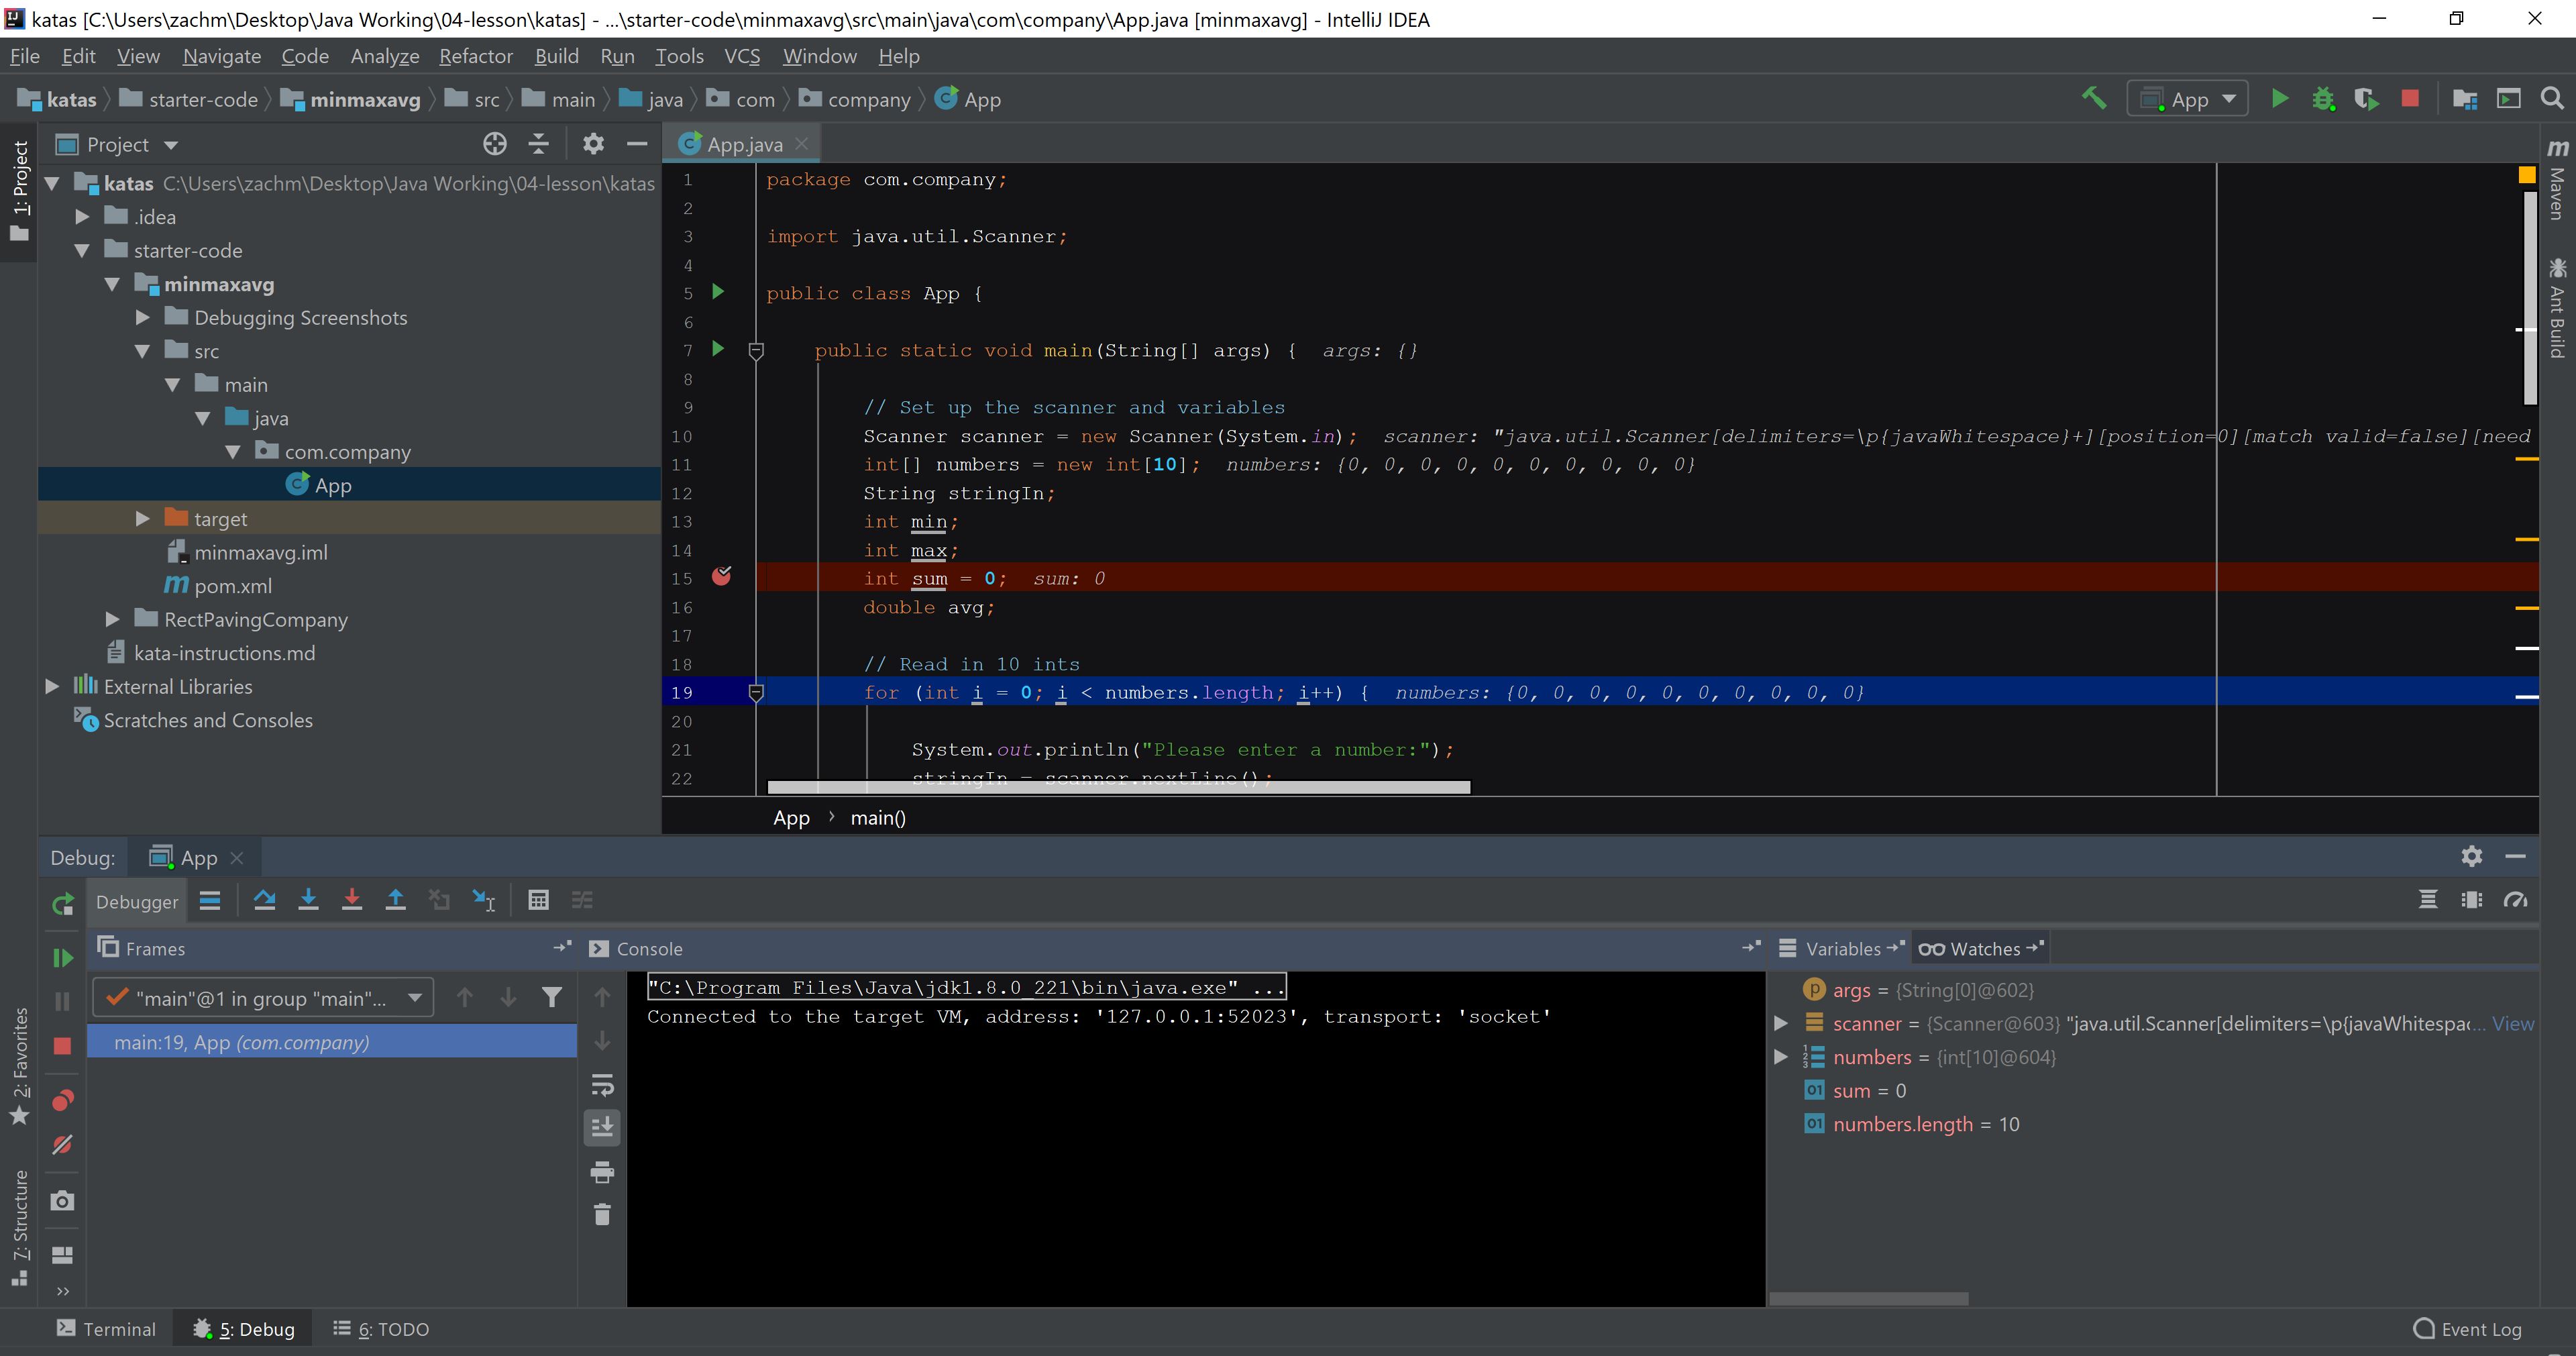 katas [C:\Users\zachm\Desktop\Java Working\04-lesson\katas] - ...\starter-code\minmaxavg\src\main\java\com\company\App.java [minmaxavg] - IntelliJ IDEA
File Edit View Navigate Code Analyze Refactor Build Run Tools VCS Window Help
katas starter-code minmaxavg src main java com company App
App
1: Project
Project
katas C:\Users\zachm\Desktop\Java Working\04-lesson\katas
.idea
starter-code
minmaxavg
Debugging Screenshots
src
main
java
com.company
App
target
minmaxavg.iml
pom.xml
RectPavingCompany
kata-instructions.md
External Libraries
Scratches and Consoles
App.java
1 package com.company;
2
3 import java.util.Scanner;
4
5 public class App {
6
7 public static void main(String[] args) { args: {}
8
9 // Set up the scanner and variables
10 Scanner scanner = new Scanner(System.in); scanner: "java.util.Scanner[delimiters=\p{javaWhitespace}+][position=0][match valid=false][need
11 int[] numbers = new int[10]; numbers: {0, 0, 0, 0, 0, 0, 0, 0, 0, 0}
12 String stringIn;
13 int min;
14 int max;
15 int sum = 0; sum: 0
16 double avg;
17
18 // Read in 10 ints
19 for (int i = 0; i < numbers.length; i++) { numbers: {0, 0, 0, 0, 0, 0, 0, 0, 0, 0}
20
21 System.out.println("Please enter a number:");
22 stringIn = scanner.nextLine();
App › main()
Maven
Ant Build
Debug: App
Debugger
Frames
Console
Variables
Watches
"main"@1 in group "main"...
main:19, App (com.company)
"C:\Program Files\Java\jdk1.8.0_221\bin\java.exe" ...
Connected to the target VM, address: '127.0.0.1:52023', transport: 'socket'
args = {String[0]@602}
scanner = {Scanner@603} "java.util.Scanner[delimiters=\p{javaWhitespac... View
numbers = {int[10]@604}
sum = 0
numbers.length = 10
2: Favorites
7: Structure
Terminal
5: Debug
6: TODO
Event Log